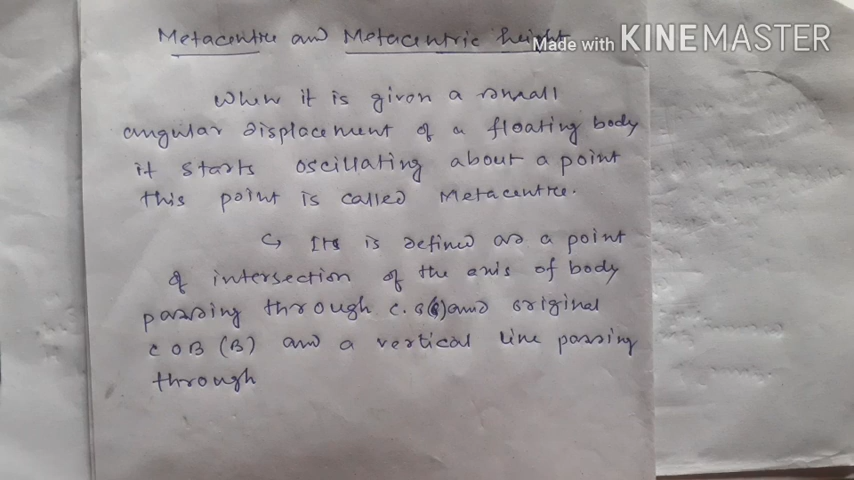 Metacentre and Metacentric height
Made with KINEMASTER
When it is given a small
angular displacement of a floating body
it starts oscillating about a point
this point is called Metacentre.
↳ It is defined as a point
of intersection of the axis of body
passing through C.G(G) and original
COB (B) and a vertical line passing
through